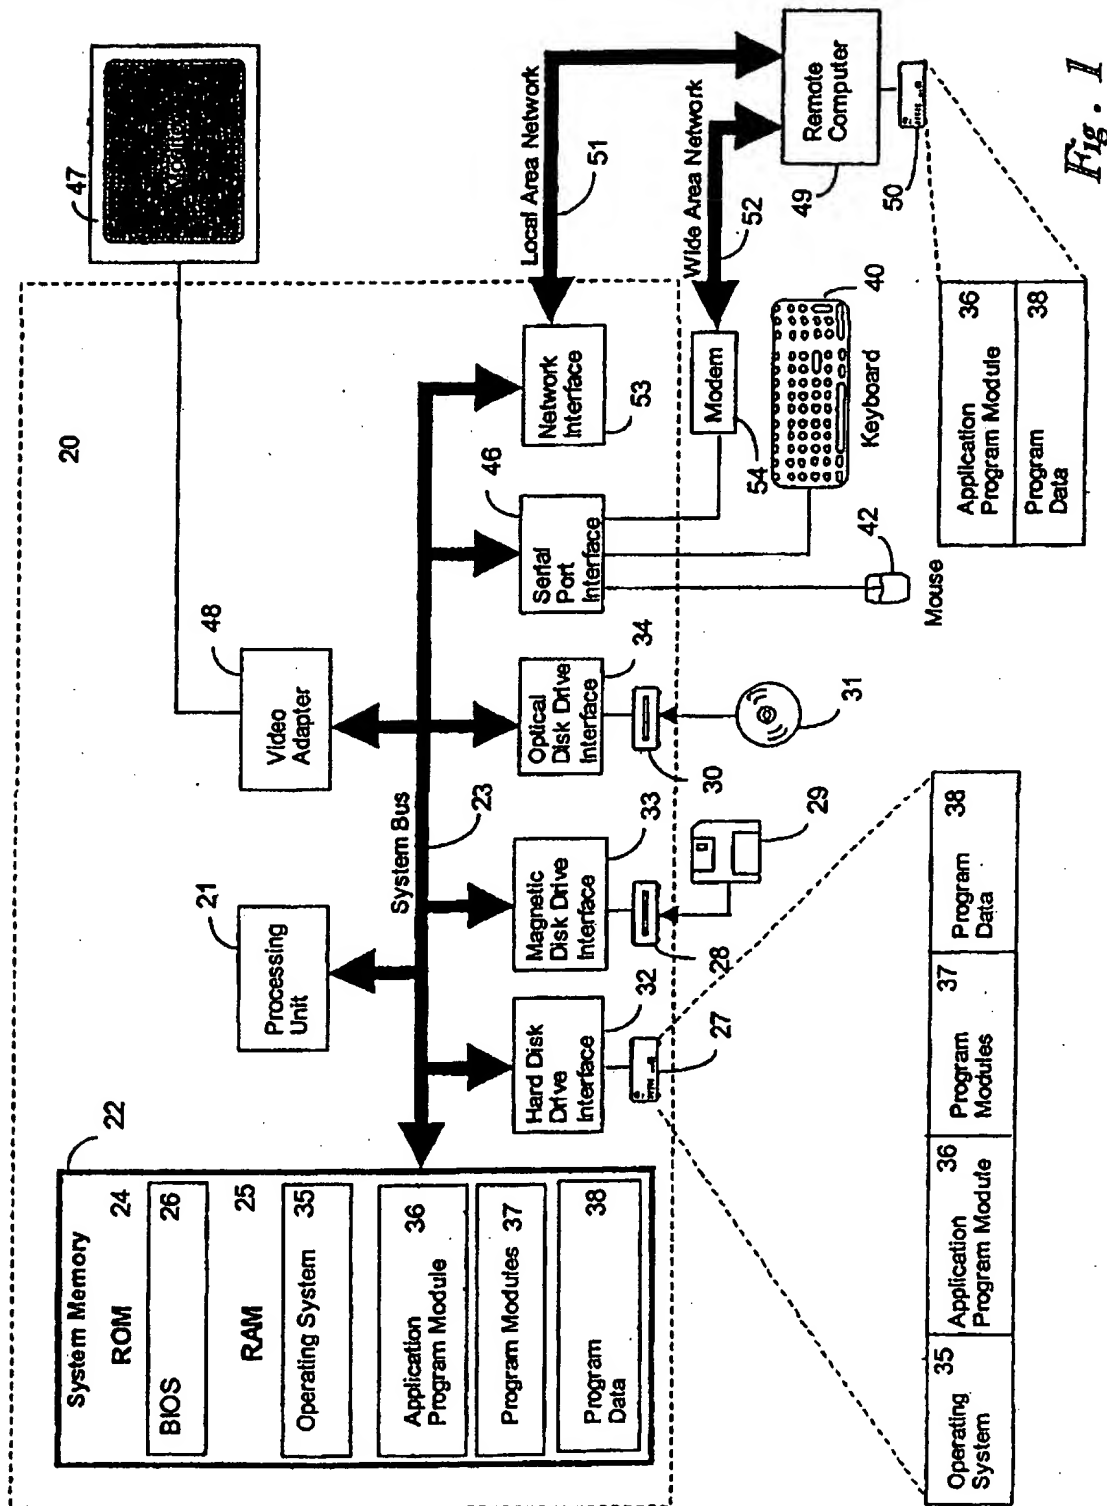 System Memory
22
ROM
24
BIOS
26
RAM
25
Operating System
35
Application
Program Module
36
Program Modules
37
Program
Data
38
Processing
Unit
21
Video
Adapter
48
47
Monitor
20
System Bus
23
Hard Disk
Drive
Interface
32
Magnetic
Disk Drive
Interface
33
Optical
Disk Drive
Interface
34
Serial
Port
Interface
46
Network
Interface
53
Local Area Network
51
Wide Area Network
52
Modem
54
Remote
Computer
49
50
27
28
29
30
31
Mouse
42
Keyboard
40
Operating
System
35
Application
Program Module
36
Program
Modules
37
Program
Data
38
Application
Program Module
36
Program
Data
38
Fig. 1